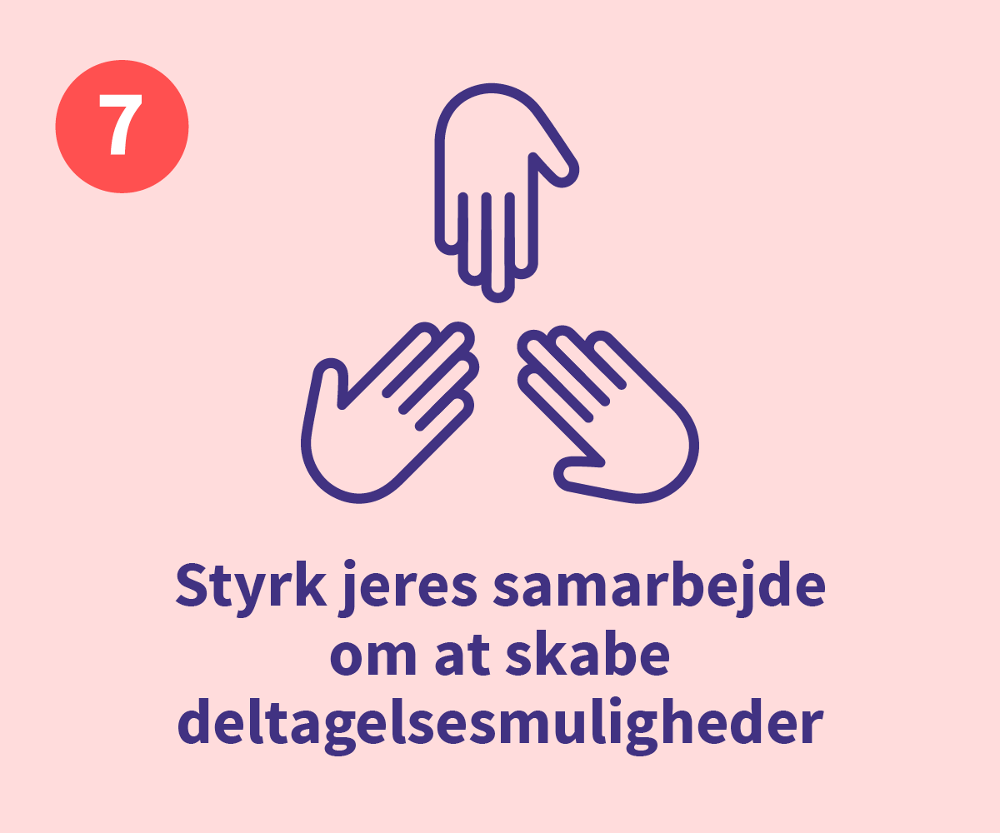 7
Styrk jeres samarbejde
om at skabe
deltagelsesmuligheder